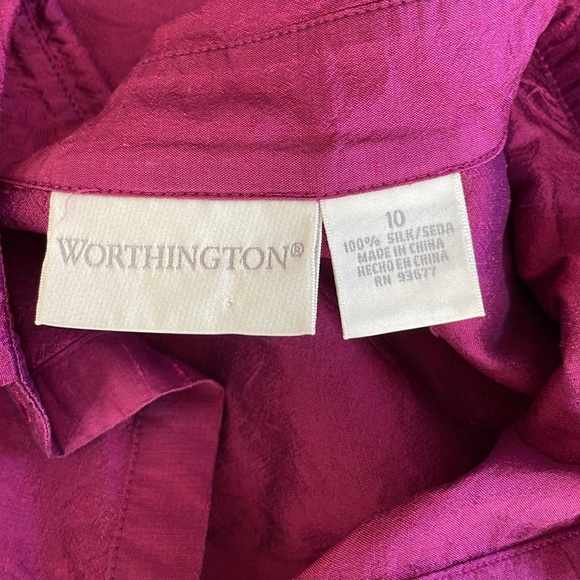 WORTHINGTON®
10
100% SILK/SEDA
MADE IN CHINA
HECHO EN CHINA
RN 93677